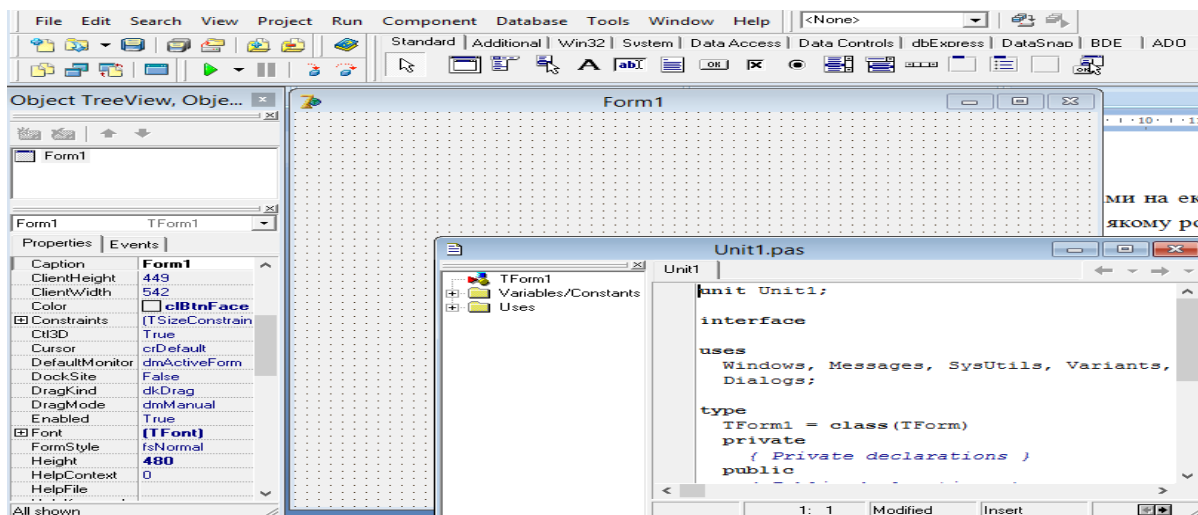 File Edit Search View Project Run Component Database Tools Window Help <None>
Standard Additional Win32 System Data Access Data Controls dbExpress DataSnap BDE ADO
Object TreeView, Obje...
Form1
Form1 TForm1
Properties Events
Caption Form1
ClientHeight 449
ClientWidth 542
Color clBtnFace
Constraints (TSizeConstrain
Ctl3D True
Cursor crDefault
DefaultMonitor dmActiveForm
DockSite False
DragKind dkDrag
DragMode dmManual
Enabled True
Font (TFont)
FormStyle fsNormal
Height 480
HelpContext 0
HelpFile
All shown
Form1
10
ми на ек
якому ро
Unit1.pas
TForm1
Variables/Constants
Uses
Unit1
unit Unit1;
interface
uses
Windows, Messages, SysUtils, Variants,
Dialogs;
type
TForm1 = class(TForm)
private
{ Private declarations }
public
1: 1 Modified Insert